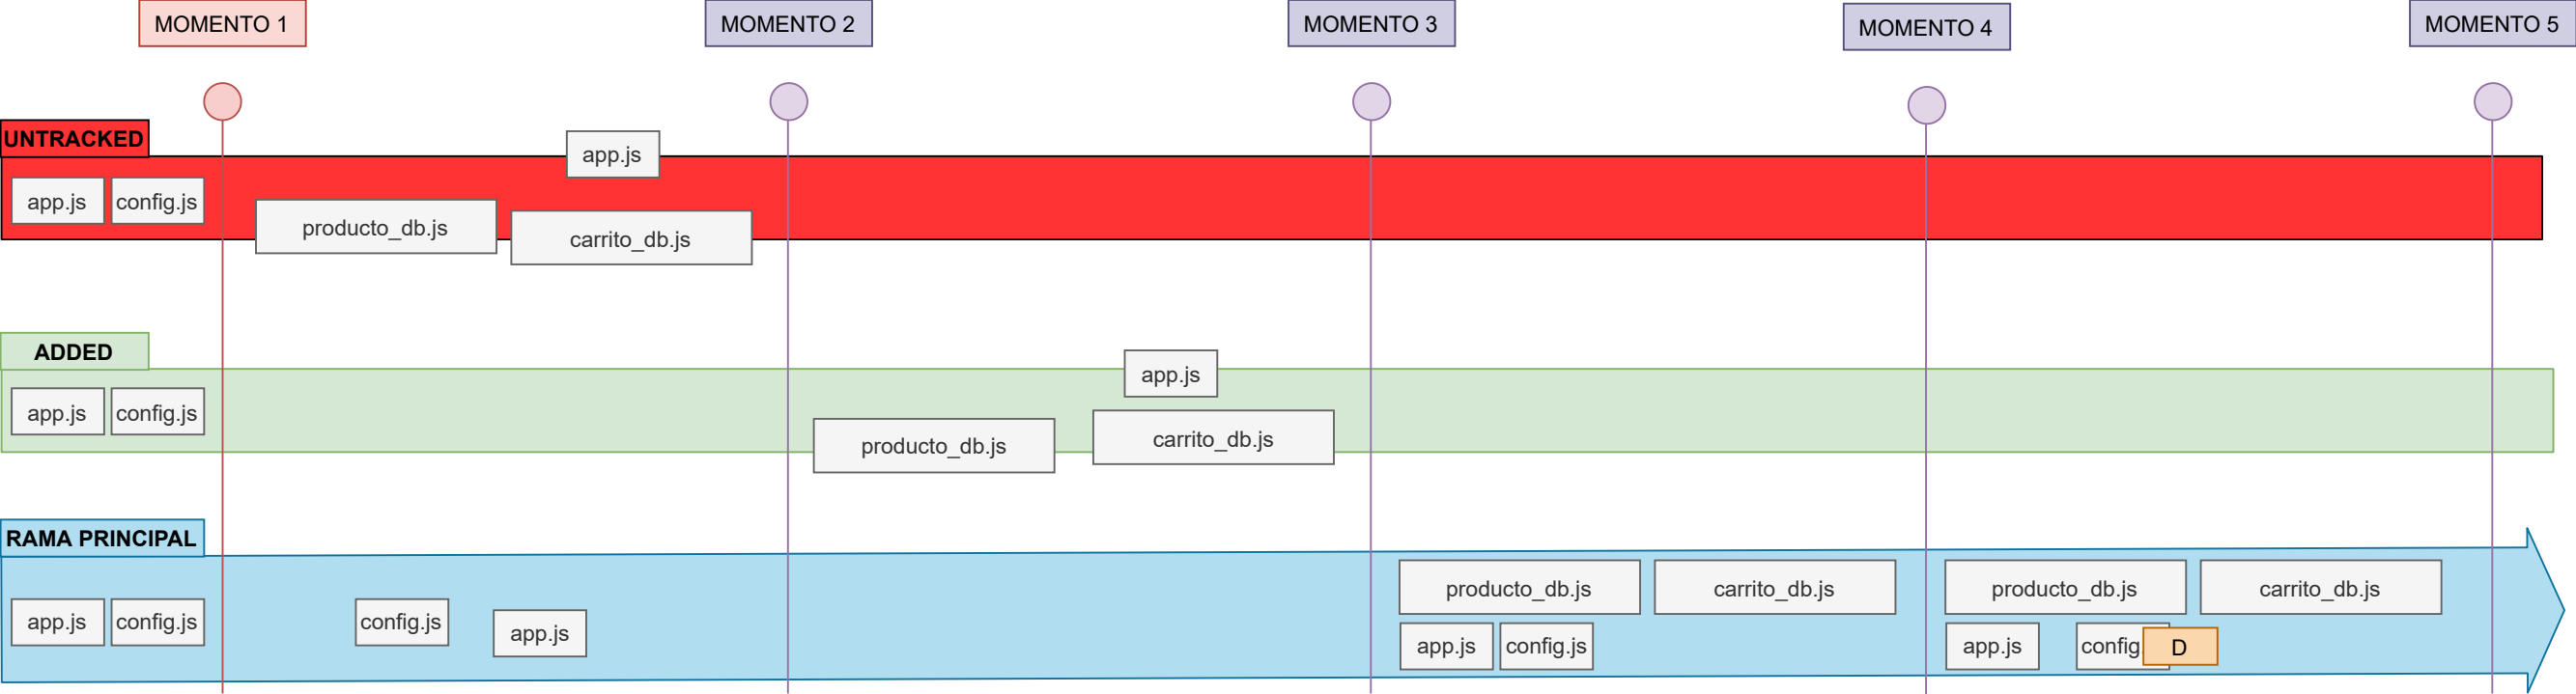 MOMENTO 1
MOMENTO 2
MOMENTO 3
MOMENTO 4
MOMENTO 5
UNTRACKED
app.js
app.js
config.js
producto_db.js
carrito_db.js
ADDED
app.js
app.js
config.js
producto_db.js
carrito_db.js
RAMA PRINCIPAL
producto_db.js
carrito_db.js
producto_db.js
carrito_db.js
app.js
config.js
config.js
app.js
app.js
config.js
app.js
config
D